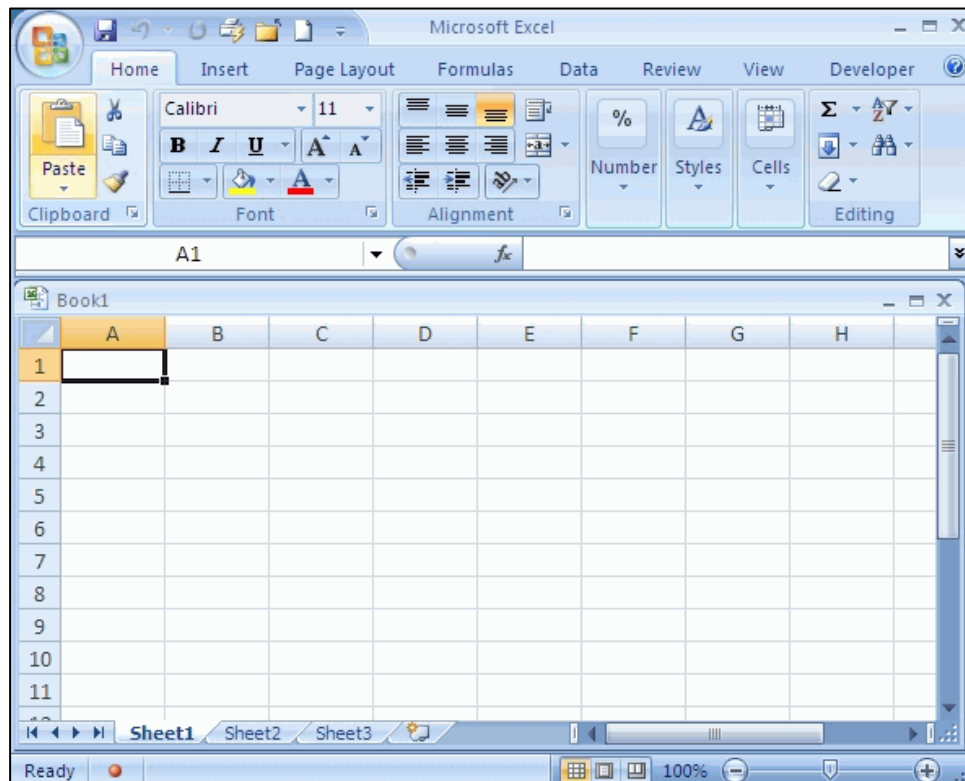 Microsoft Excel
Home Insert Page Layout Formulas Data Review View Developer
Calibri 11
B I U A A
Paste
A
% Number
Styles
Cells
Σ
Clipboard Font Alignment Editing
A1 fx
Book1
A B C D E F G H
1
2
3
4
5
6
7
8
9
10
11
Sheet1 Sheet2 Sheet3
Ready 100%